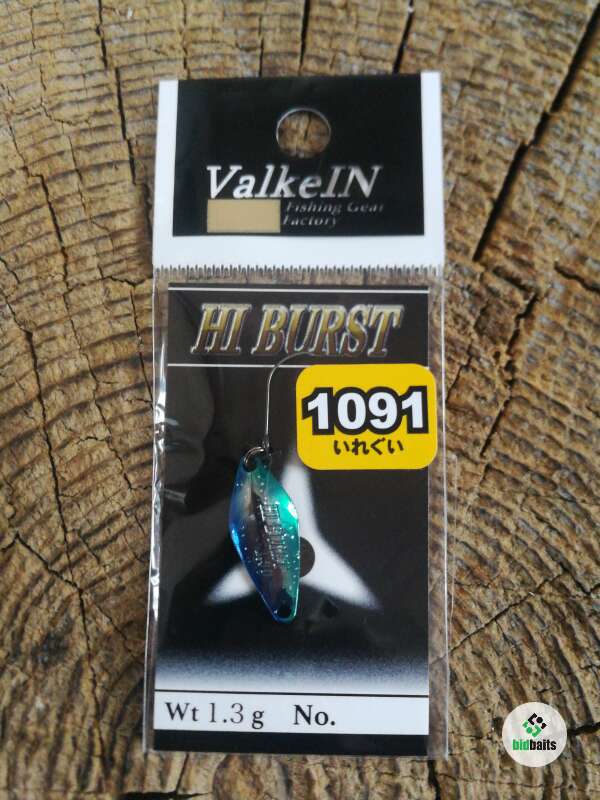 ValkeIN
Fishing Gear
Factory
HI BURST
1091
いれぐい
Wt 1.3 g No.
bidbaits